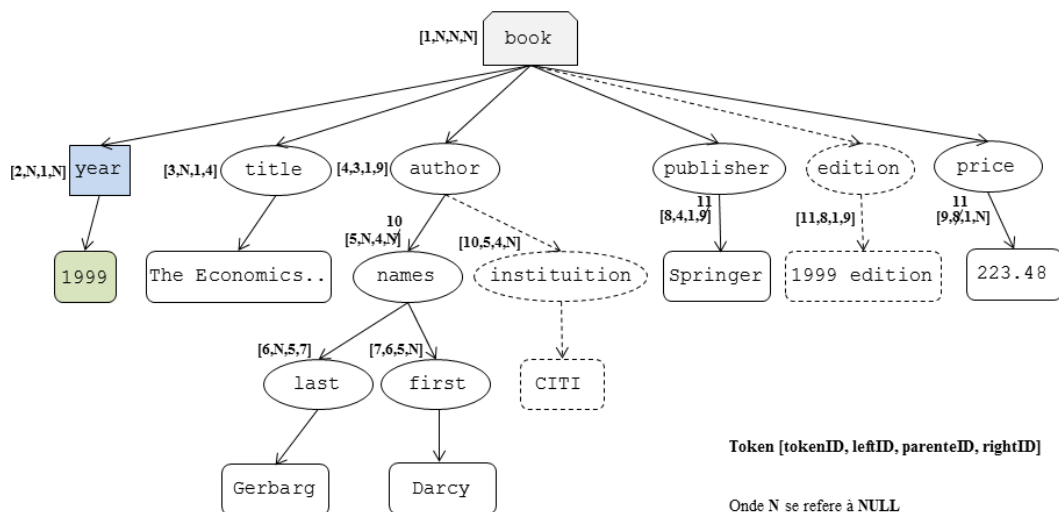 [1,N,N,N] book
[2,N,1,N] year
[3,N,1,4] title
[4,3,1,9] author
publisher
edition
price
11
[8,4,1,9]
[11,8,1,9]
11
[9,8,1,N]
10
[5,N,4,N]
[10,5,4,N]
1999
The Economics..
names
instituition
Springer
1999 edition
223.48
[6,N,5,7]
[7,6,5,N]
last
first
CITI
Gerbarg
Darcy
Token [tokenID, leftID, parenteID, rightID]
Onde N se refere à NULL